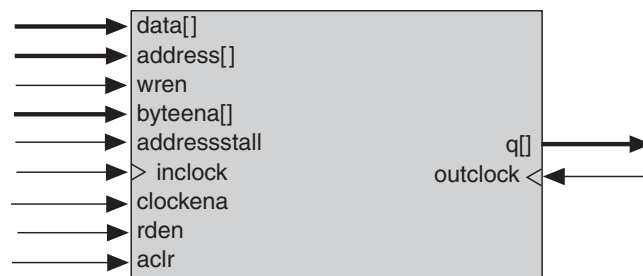 data[]
address[]
wren
byteena[]
addressstall
q[]
inclock
outclock
clockena
rden
aclr